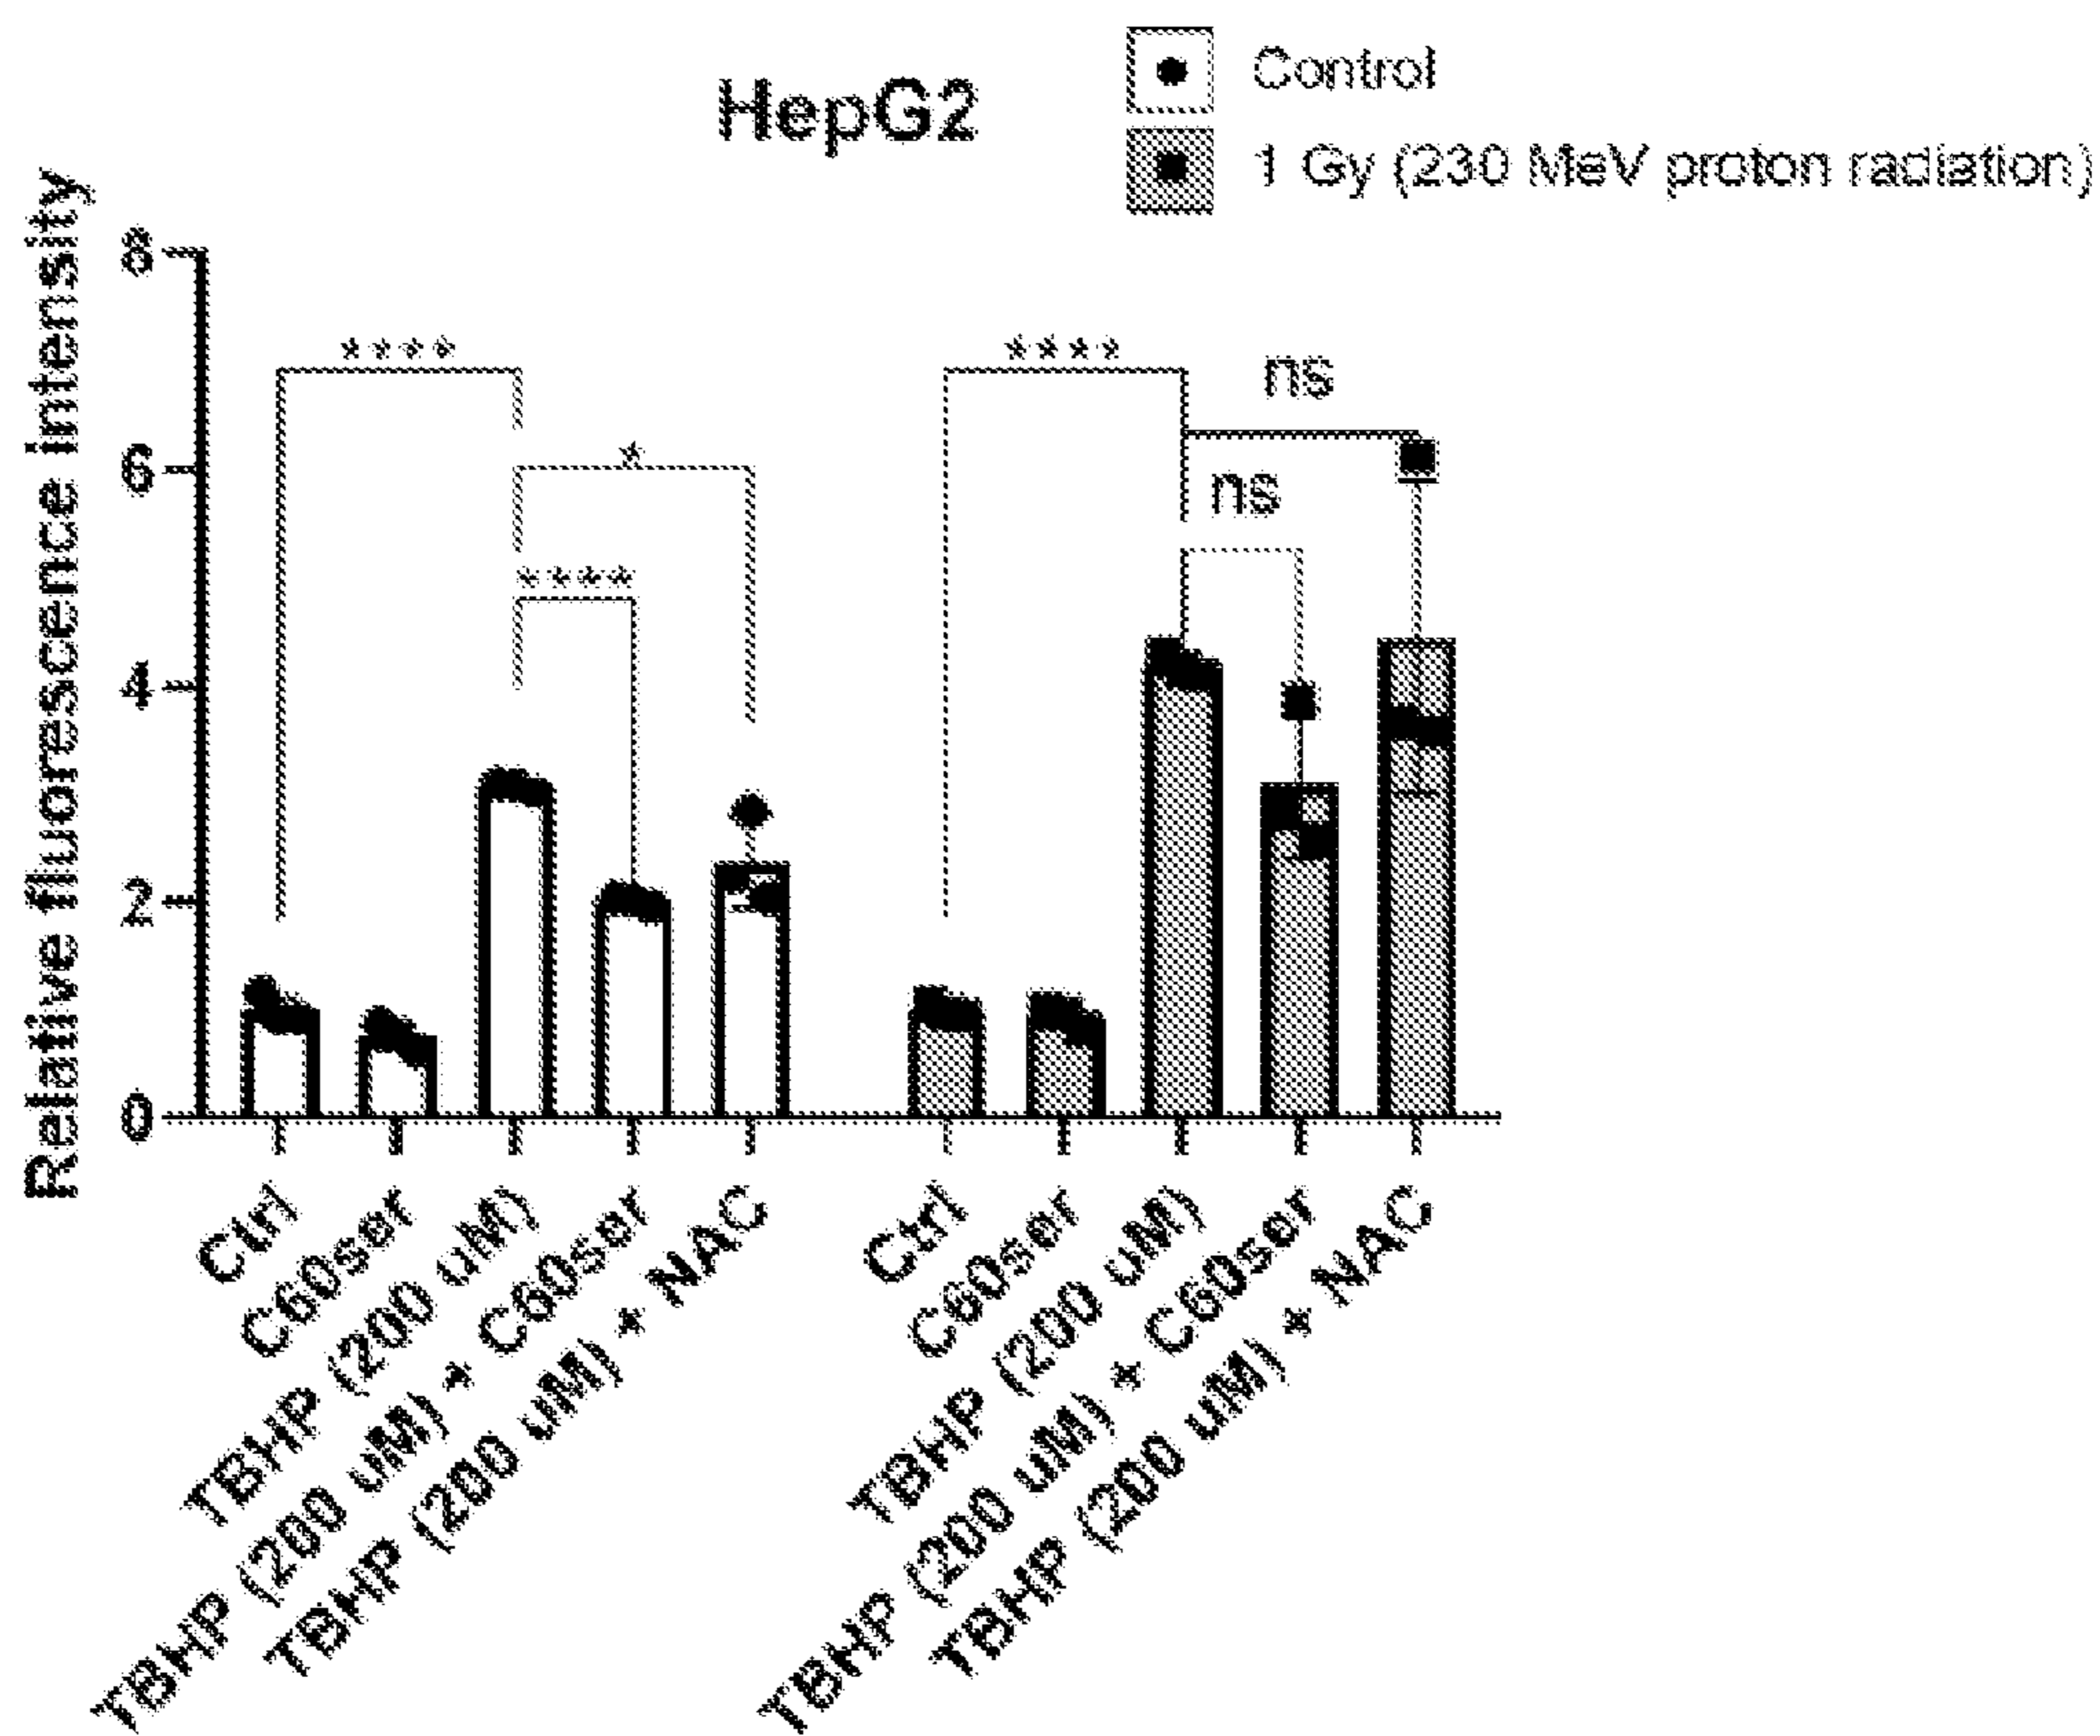 HepG2
Control
1 Gy (230 MeV proton radiation)
Relative fluorescence intensity
8
6
4
2
0
****
*
****
****
ns
ns
Ctrl
C60ser
TBHP (200 uM)
TBHP (200 uM) + C60ser
TBHP (200 uM) + NAC
Ctrl
C60ser
TBHP (200 uM)
TBHP (200 uM) + C60ser
TBHP (200 uM) + NAC